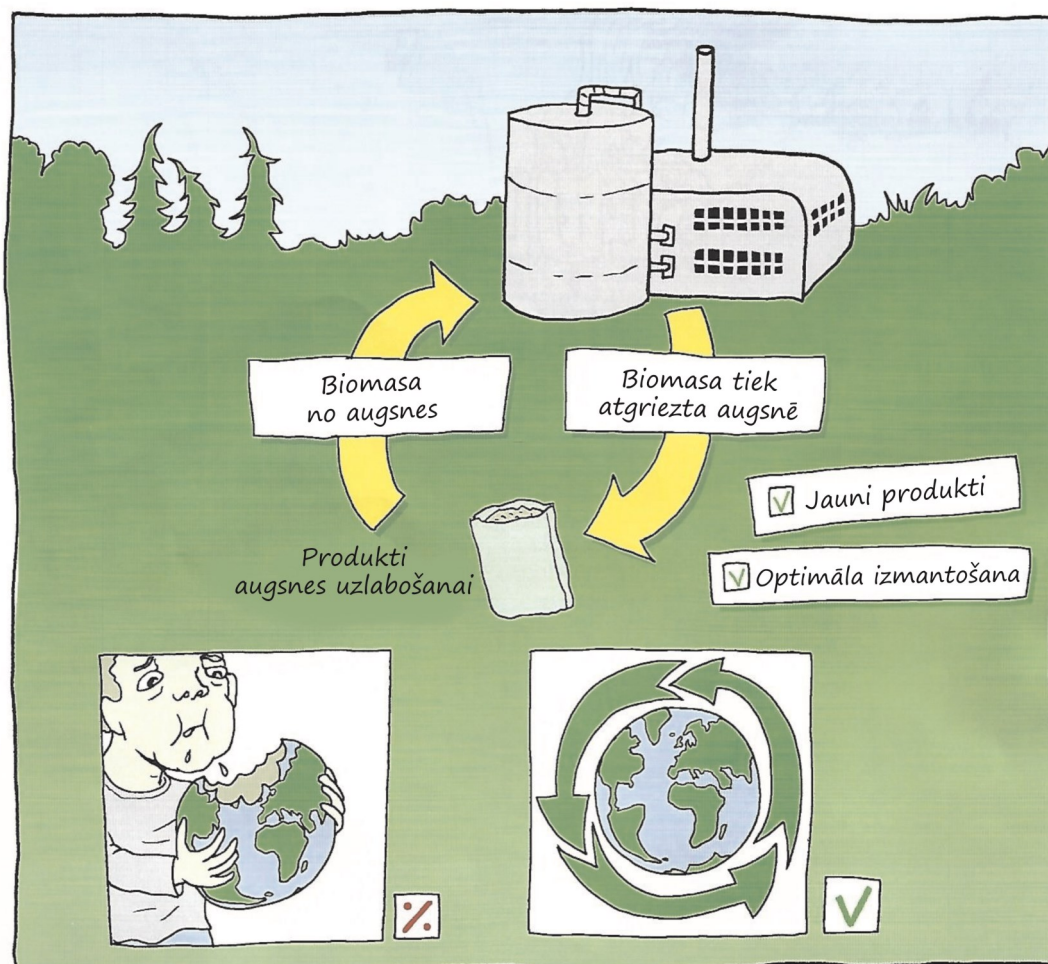 Biomasa
no augsnes
Biomasa tiek
atgriezta augsnē
Jauni produkti
Produkti
augsnes uzlabošanai
Optimāla izmantošana